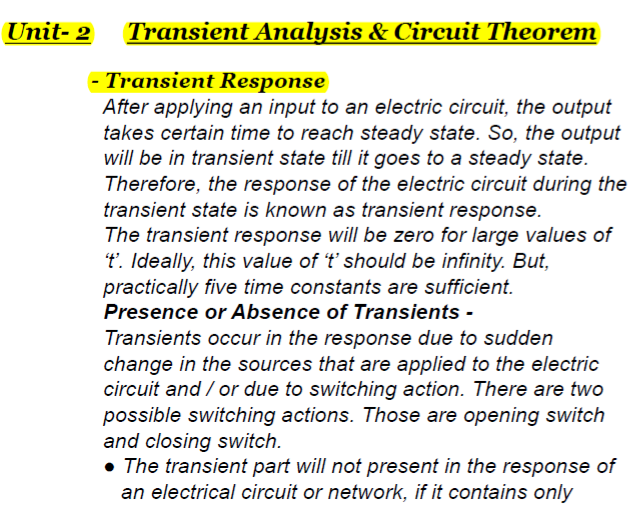 Unit- 2 Transient Analysis & Circuit Theorem
- Transient Response
After applying an input to an electric circuit, the output
takes certain time to reach steady state. So, the output
will be in transient state till it goes to a steady state.
Therefore, the response of the electric circuit during the
transient state is known as transient response.
The transient response will be zero for large values of
‘t’. Ideally, this value of ‘t’ should be infinity. But,
practically five time constants are sufficient.
Presence or Absence of Transients -
Transients occur in the response due to sudden
change in the sources that are applied to the electric
circuit and / or due to switching action. There are two
possible switching actions. Those are opening switch
and closing switch.
● The transient part will not present in the response of
an electrical circuit or network, if it contains only